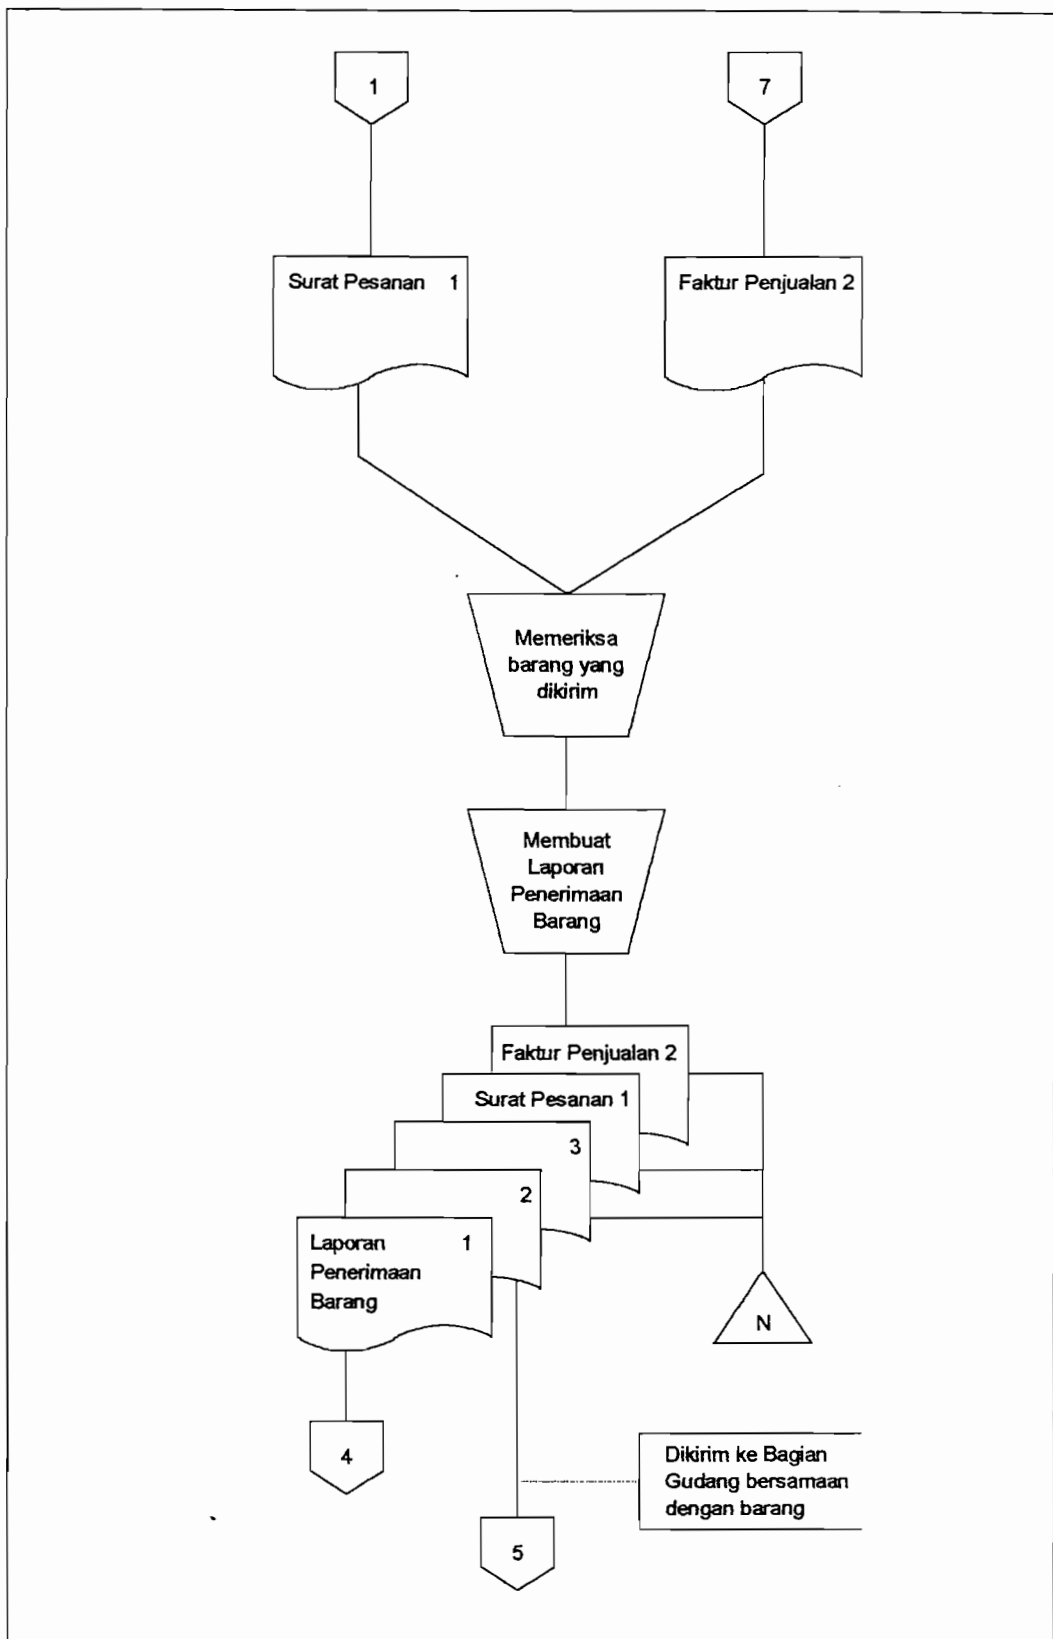 1
7
Surat Pesanan 1
Faktur Penjualan 2
Memeriksa
barang yang
dikirim
Membuat
Laporan
Penerimaan
Barang
Faktur Penjualan 2
Surat Pesanan 1
3
2
Laporan 1
Penerimaan
Barang
N
4
Dikirim ke Bagian
Gudang bersamaan
dengan barang
5